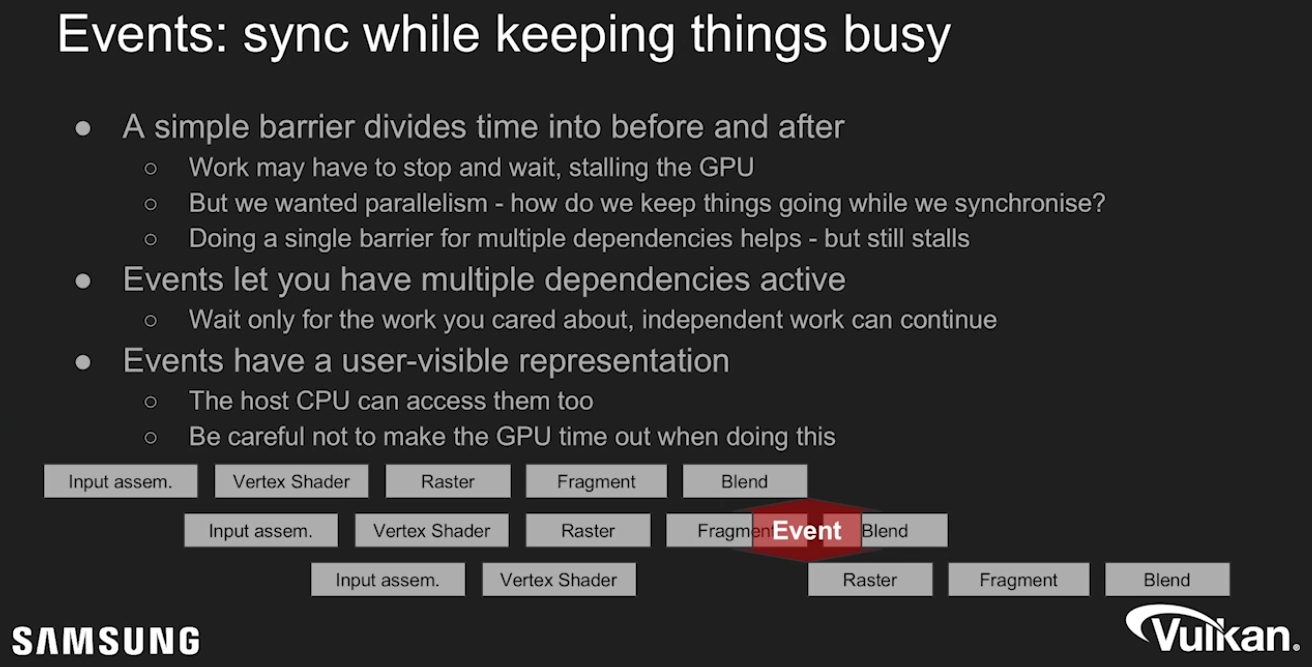 Events: sync while keeping things busy
● A simple barrier divides time into before and after
○ Work may have to stop and wait, stalling the GPU
○ But we wanted parallelism - how do we keep things going while we synchronise?
○ Doing a single barrier for multiple dependencies helps - but still stalls
● Events let you have multiple dependencies active
○ Wait only for the work you cared about, independent work can continue
● Events have a user-visible representation
○ The host CPU can access them too
○ Be careful not to make the GPU time out when doing this
Input assem. Vertex Shader Raster Fragment Blend
Input assem. Vertex Shader Raster Fragmen Event Blend
Input assem. Vertex Shader Raster Fragment Blend
SAMSUNG Vulkan.